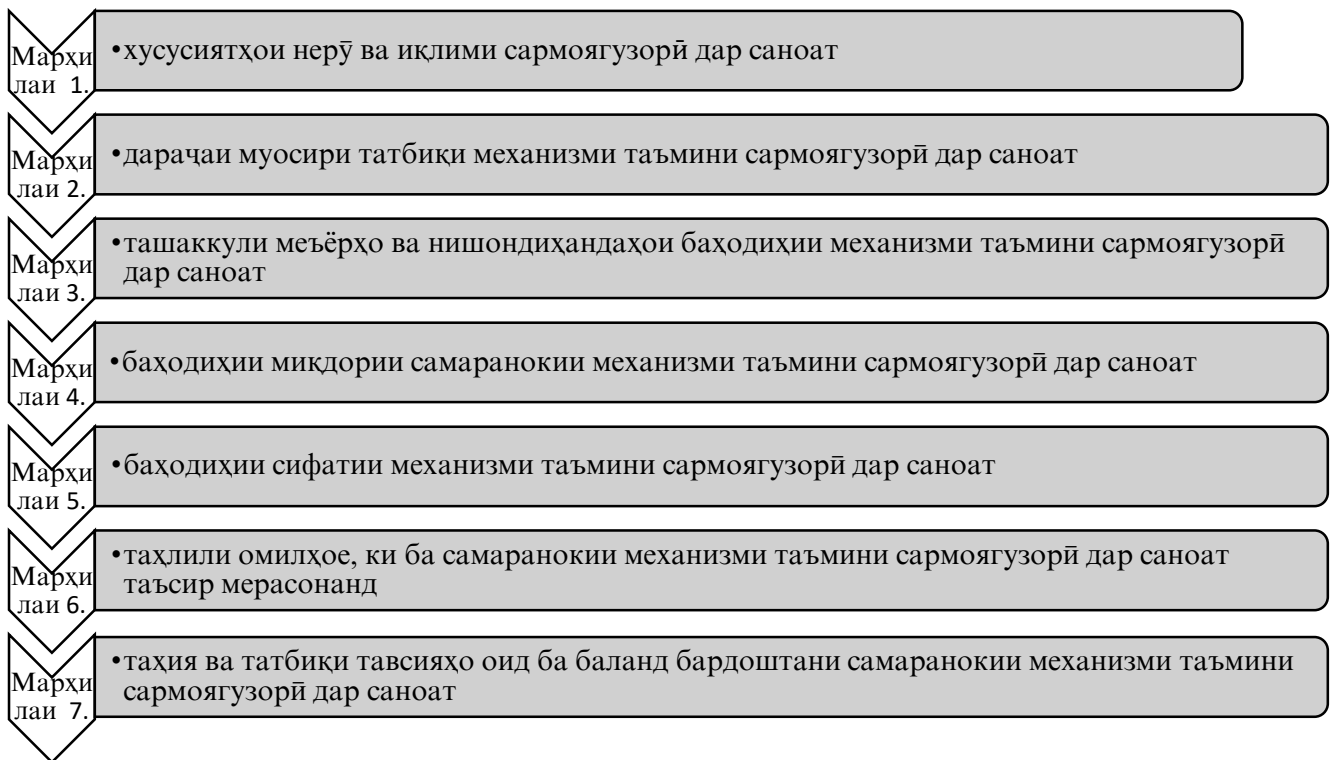 Марҳи
лаи 1.
•хусусиятҳои нерӯ ва иқлими сармоягузорӣ дар саноат
Марҳи
лаи 2.
•дараҷаи муосири татбиқи механизми таъмини сармоягузорӣ дар саноат
Марҳи
лаи 3.
•ташаккули меъёрҳо ва нишондиҳандаҳои баҳодиҳии механизми таъмини сармоягузорӣ
дар саноат
Марҳи
лаи 4.
•баҳодиҳии миқдории самаранокии механизми таъмини сармоягузорӣ дар саноат
Марҳи
лаи 5.
•баҳодиҳии сифатии механизми таъмини сармоягузорӣ дар саноат
Марҳи
лаи 6.
•таҳлили омилҳое, ки ба самаранокии механизми таъмини сармоягузорӣ дар саноат
таъсир мерасонанд
Марҳи
лаи 7.
•таҳия ва татбиқи тавсияҳо оид ба баланд бардоштани самаранокии механизми таъмини
сармоягузорӣ дар саноат